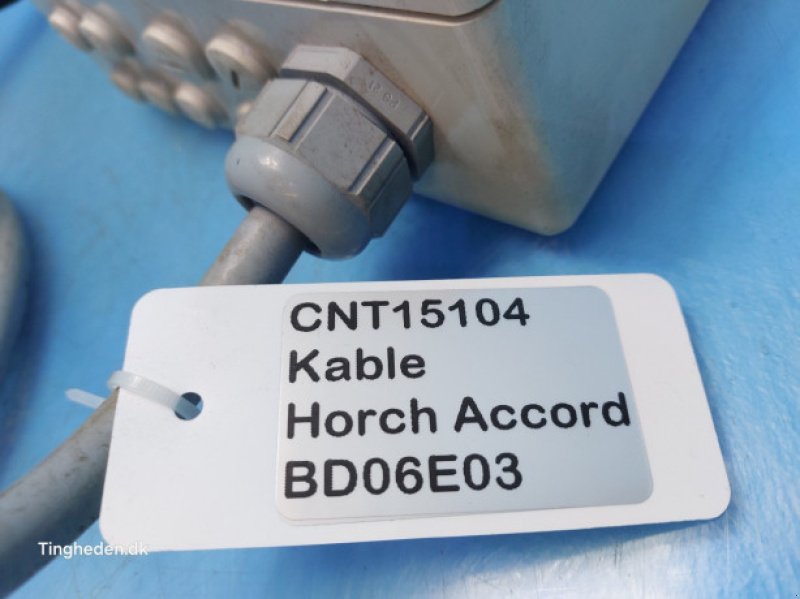 CNT15104
Kable
Horch Accord
BD06E03
Tingheden.dk